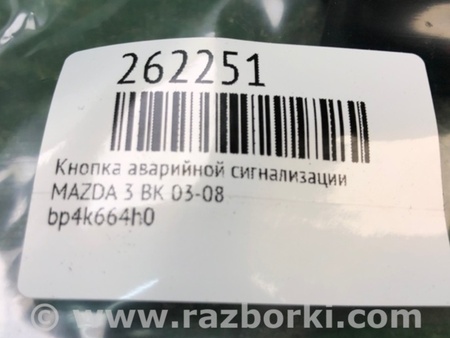 262251
Кнопка аварийной сигнализации
MAZDA 3 BK 03-08
bp4k664h0
www.razborki.com